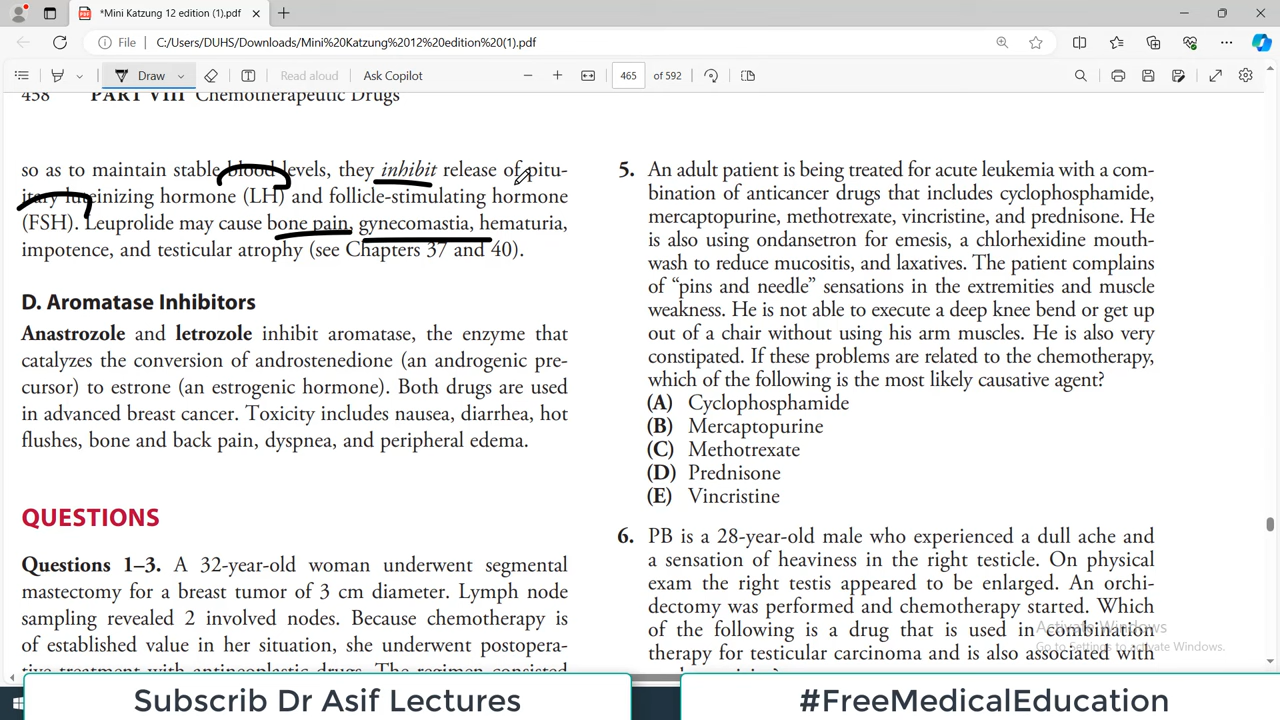 *Mini Katzung 12 edition (1).pdf
File
C:/Users/DUHS/Downloads/Mini%20Katzung%2012%20edition%20(1).pdf
Draw
Read aloud
Ask Copilot
465
of 592
458 PART VIII Chemotherapeutic Drugs
so as to maintain stable blood levels, they inhibit release of pitu-
itary luteinizing hormone (LH) and follicle-stimulating hormone
(FSH). Leuprolide may cause bone pain, gynecomastia, hematuria,
impotence, and testicular atrophy (see Chapters 37 and 40).
D. Aromatase Inhibitors
Anastrozole and letrozole inhibit aromatase, the enzyme that
catalyzes the conversion of androstenedione (an androgenic pre-
cursor) to estrone (an estrogenic hormone). Both drugs are used
in advanced breast cancer. Toxicity includes nausea, diarrhea, hot
flushes, bone and back pain, dyspnea, and peripheral edema.
QUESTIONS
Questions 1–3. A 32-year-old woman underwent segmental
mastectomy for a breast tumor of 3 cm diameter. Lymph node
sampling revealed 2 involved nodes. Because chemotherapy is
of established value in her situation, she underwent postopera-
tive treatment with antineoplastic drugs. The regimen consisted
5. An adult patient is being treated for acute leukemia with a com-
bination of anticancer drugs that includes cyclophosphamide,
mercaptopurine, methotrexate, vincristine, and prednisone. He
is also using ondansetron for emesis, a chlorhexidine mouth-
wash to reduce mucositis, and laxatives. The patient complains
of “pins and needle” sensations in the extremities and muscle
weakness. He is not able to execute a deep knee bend or get up
out of a chair without using his arm muscles. He is also very
constipated. If these problems are related to the chemotherapy,
which of the following is the most likely causative agent?
(A) Cyclophosphamide
(B) Mercaptopurine
(C) Methotrexate
(D) Prednisone
(E) Vincristine
6. PB is a 28-year-old male who experienced a dull ache and
a sensation of heaviness in the right testicle. On physical
exam the right testis appeared to be enlarged. An orchi-
dectomy was performed and chemotherapy started. Which
of the following is a drug that is used in combination
therapy for testicular carcinoma and is also associated with
Activate Windows
Go to Settings to activate Windows.
Subscrib Dr Asif Lectures
#FreeMedicalEducation